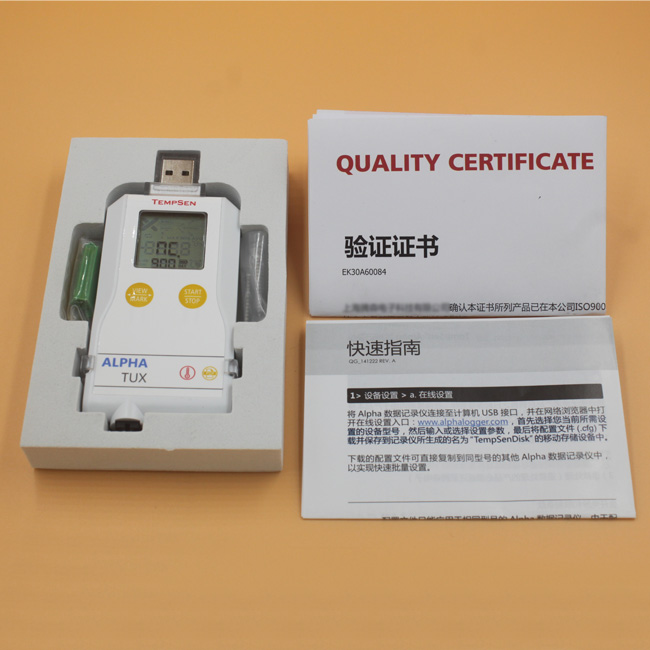 TEMPSEN
VIEW
MARK
START
STOP
ALPHA
TUX
QUALITY CERTIFICATE
验证证书
EK30A60084
确认本证书所列产品已在本公司ISO900
快速指南
QG_141223 REV. A
1> 设备设置 > a. 在线设置
将 Alpha 数据记录仪连接至计算机 USB 接口，并在网络浏览器中打
开在线设置入口：www.alphalogger.com，首先选择您当前所需设
置的设备型号，然后输入或选择设置参数，最后将配置文件 (.cfg) 下
载并保存到记录仪所生成的名为 "TempSenDisk" 的移动存储设备中。
下载的配置文件可直接复制到同型号的其他 Alpha 数据记录仪中，
以实现快速批量设置。